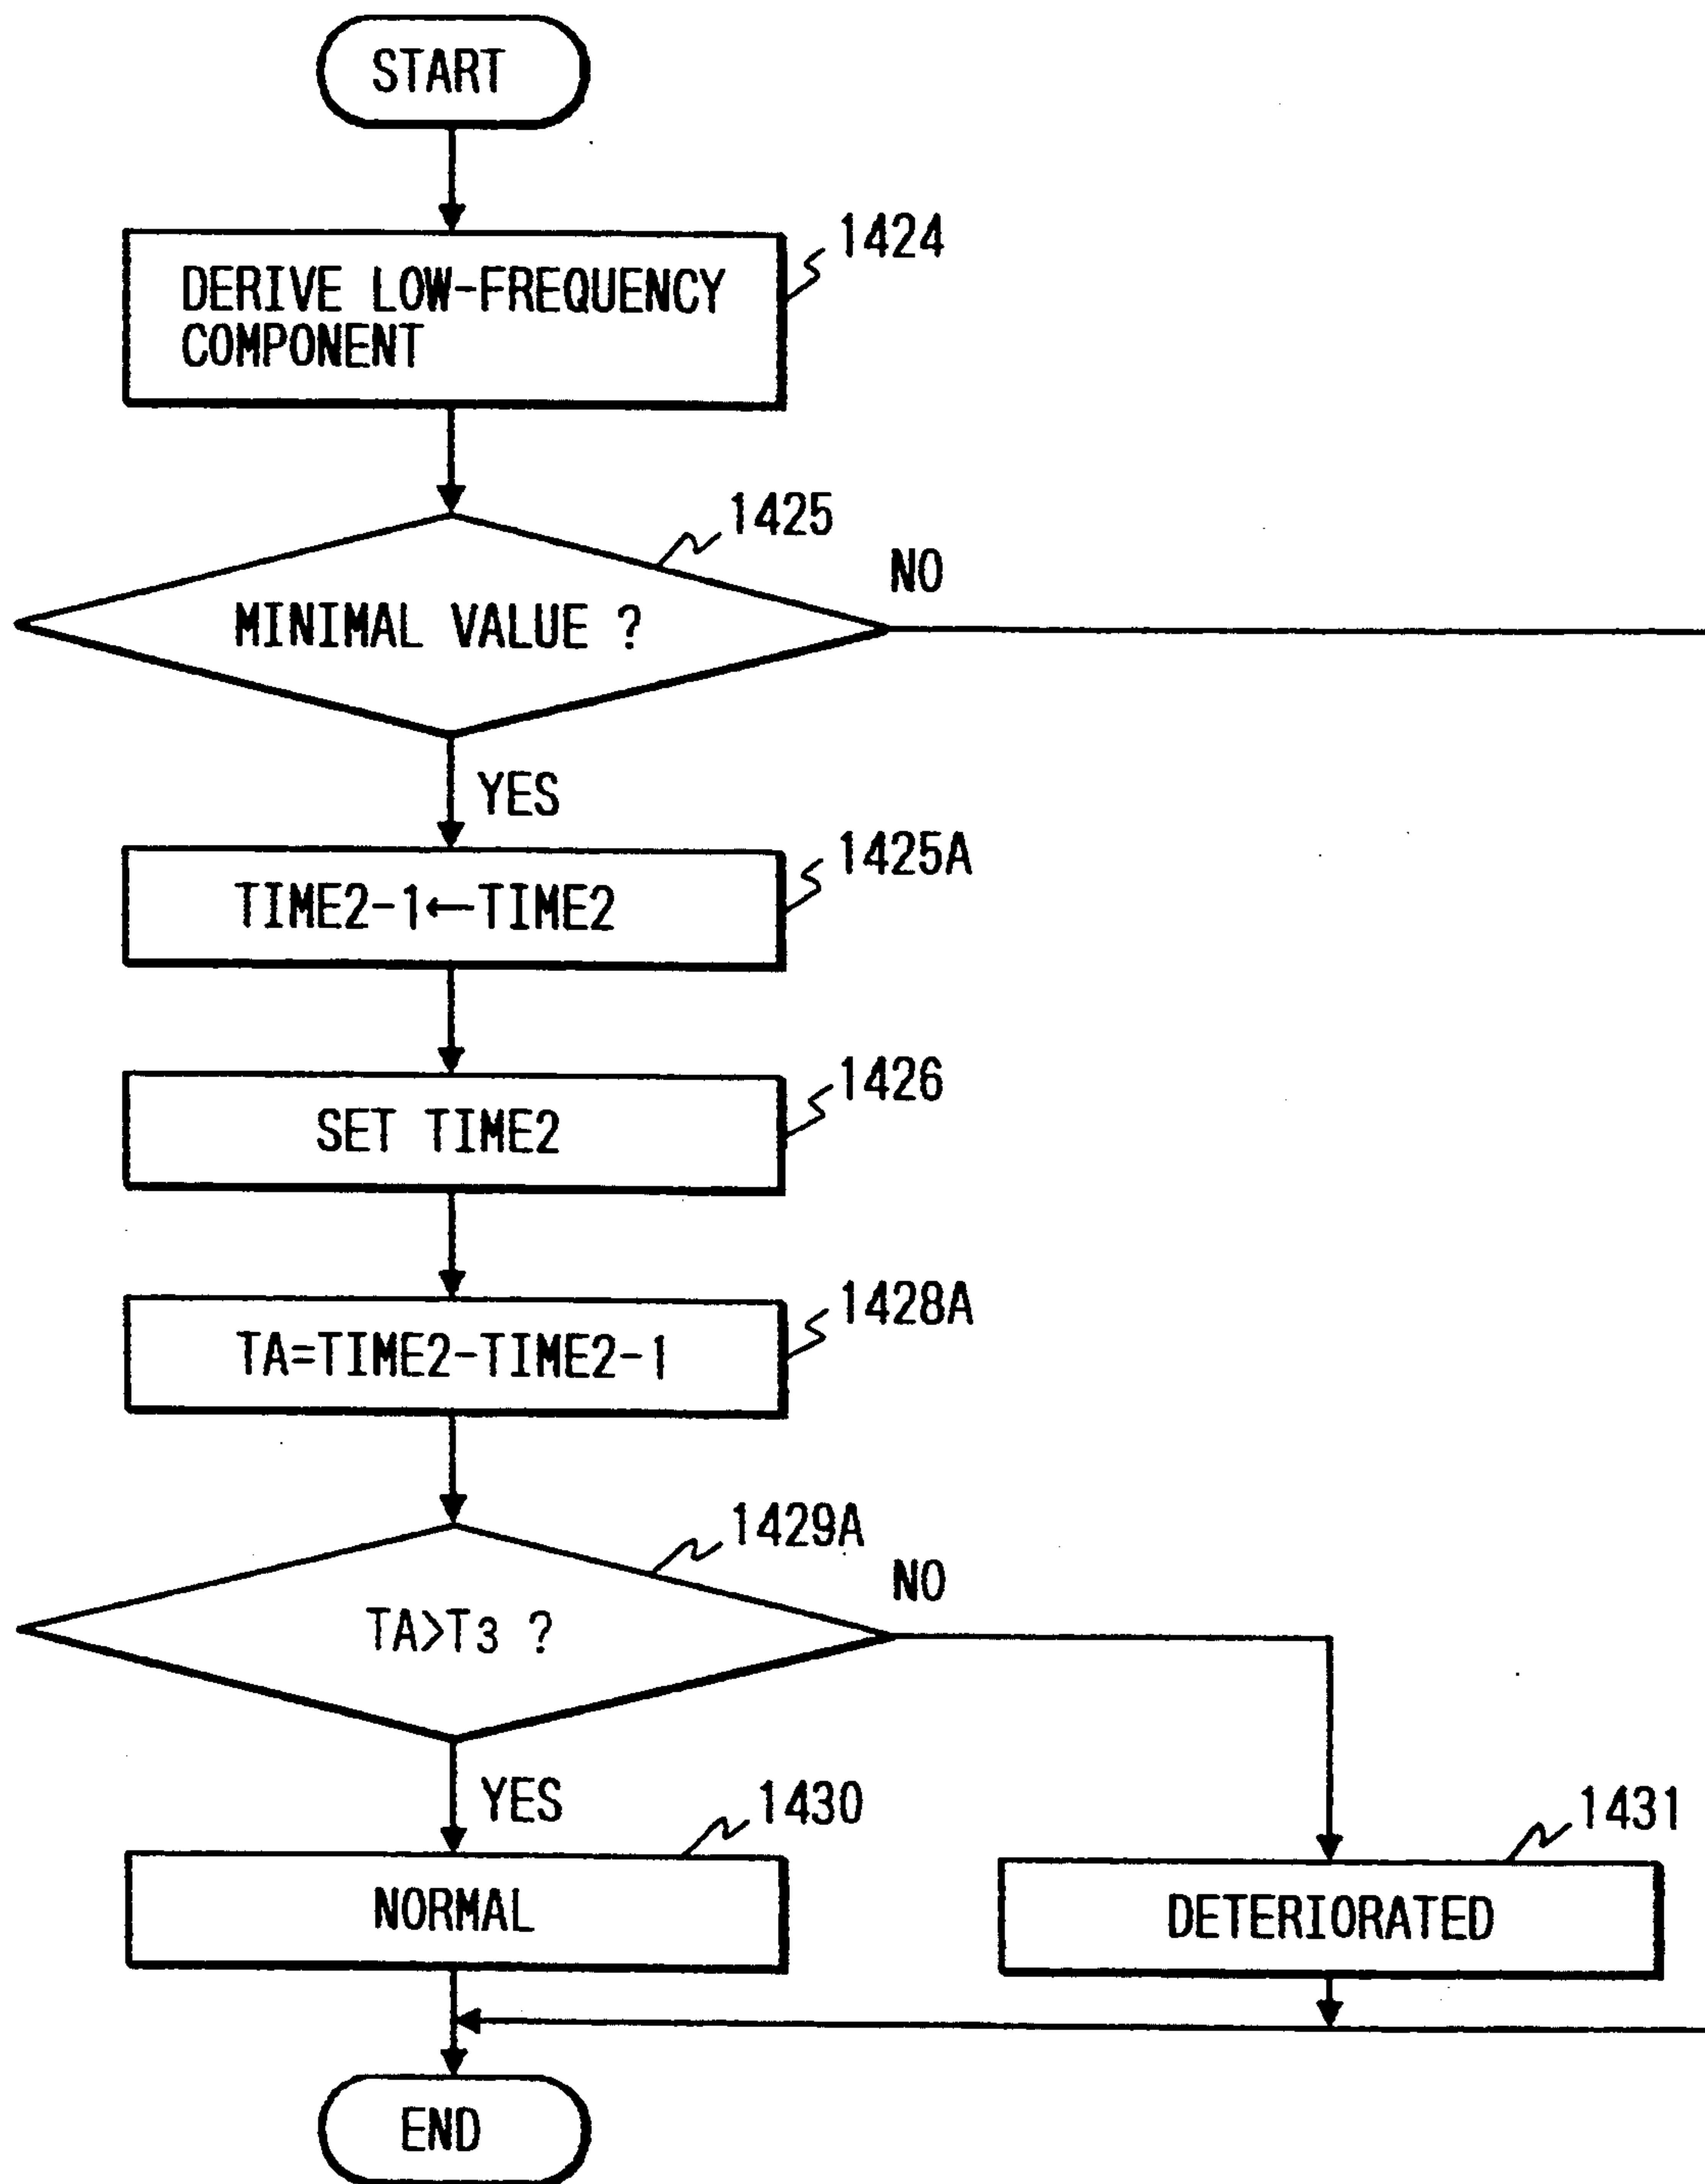 START
1424
DERIVE LOW-FREQUENCY
COMPONENT
1425
NO
MINIMAL VALUE ?
YES
1425A
TIME2-1←TIME2
1426
SET TIME2
1428A
TA=TIME2-TIME2-1
1429A
NO
TA>T3 ?
YES
1430
1431
NORMAL
DETERIORATED
END